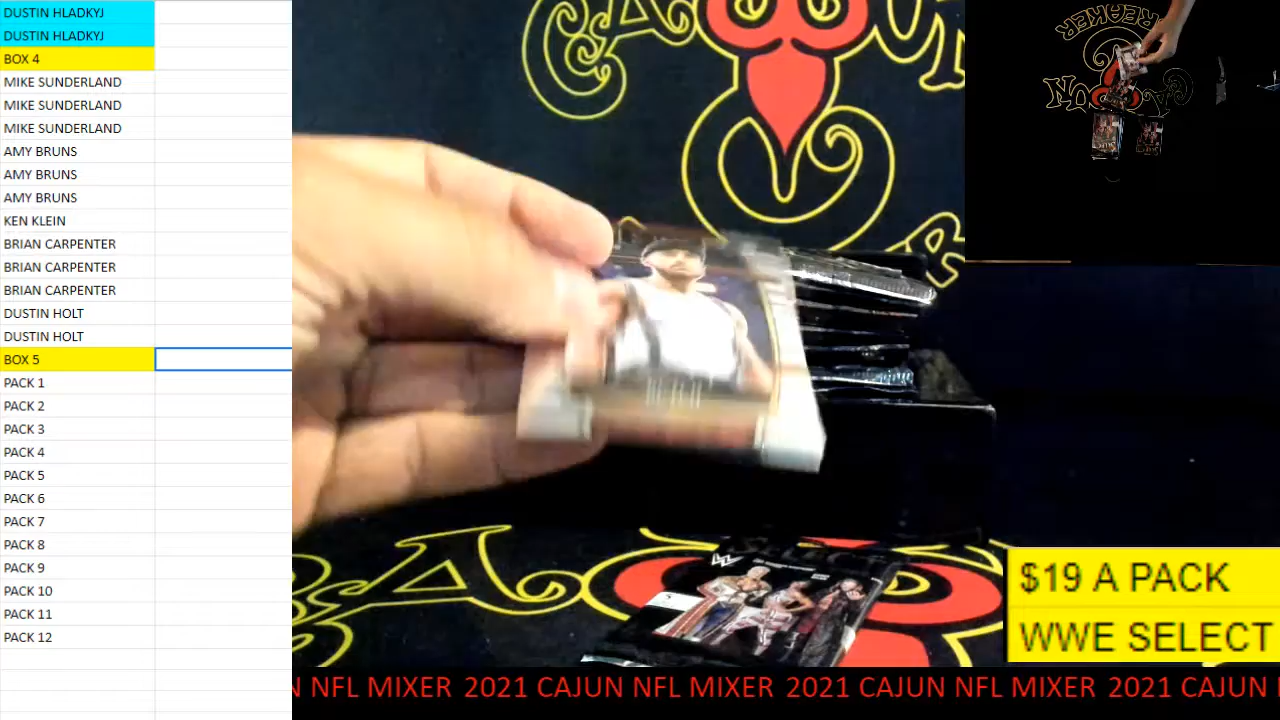 DUSTIN HLADKYJ
DUSTIN HLADKYJ
BOX 4
MIKE SUNDERLAND
MIKE SUNDERLAND
MIKE SUNDERLAND
AMY BRUNS
AMY BRUNS
AMY BRUNS
KEN KLEIN
BRIAN CARPENTER
BRIAN CARPENTER
BRIAN CARPENTER
DUSTIN HOLT
DUSTIN HOLT
BOX 5
PACK 1
PACK 2
PACK 3
PACK 4
PACK 5
PACK 6
PACK 7
PACK 8
PACK 9
PACK 10
PACK 11
PACK 12
REAKER
$19 A PACK
WWE SELECT
N NFL MIXER 2021 CAJUN NFL MIXER 2021 CAJUN NFL MIXER 2021 CAJUN